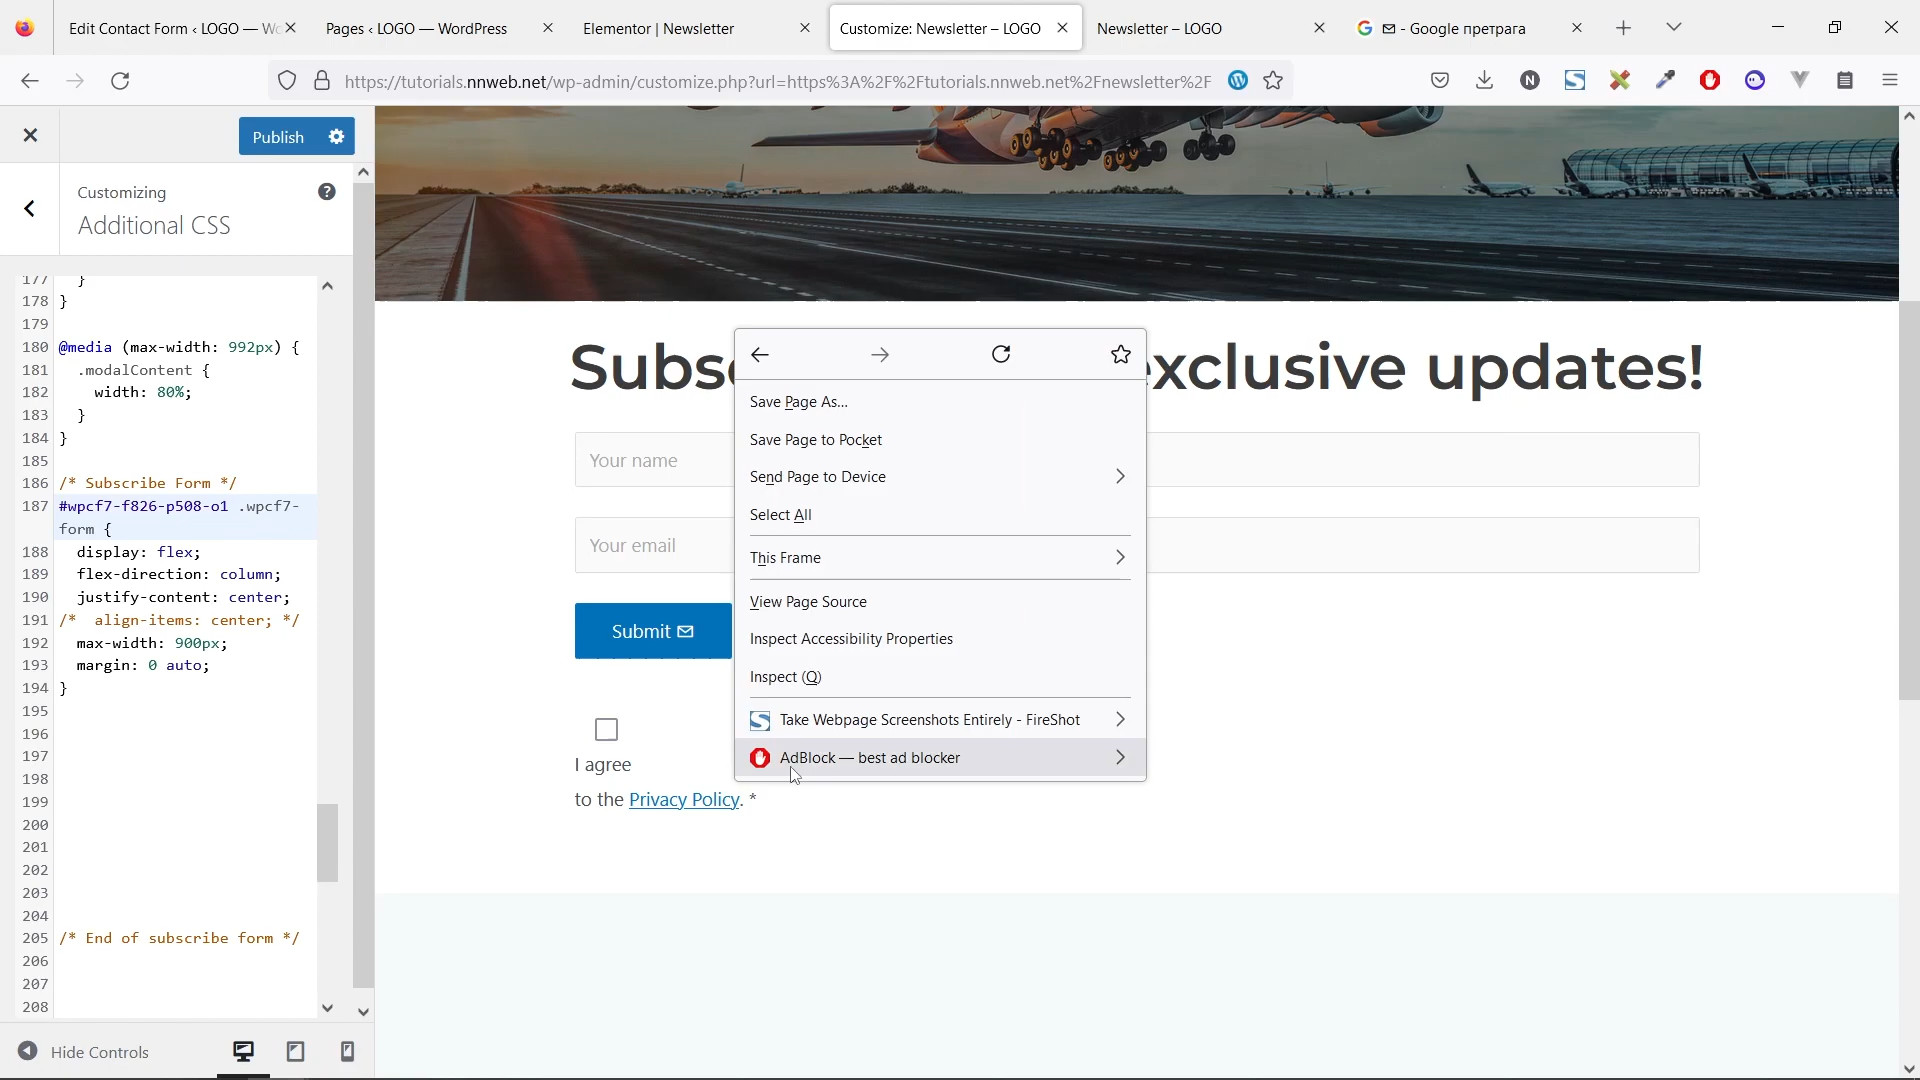 Edit Contact Form ‹ LOGO — Wo
Pages ‹ LOGO — WordPress
Elementor | Newsletter
Customize: Newsletter – LOGO
Newsletter – LOGO
✉ - Google претрага
https://tutorials.nnweb.net/wp-admin/customize.php?url=https%3A%2F%2Ftutorials.nnweb.net%2Fnewsletter%2F
Publish
Customizing
Additional CSS
177 }
178 }
179
180 @media (max-width: 992px) {
181 .modalContent {
182 width: 80%;
183 }
184 }
185
186 /* Subscribe Form */
187 #wpcf7-f826-p508-o1 .wpcf7-
form {
188 display: flex;
189 flex-direction: column;
190 justify-content: center;
191 /* align-items: center; */
192 max-width: 900px;
193 margin: 0 auto;
194 }
195
196
197
198
199
200
201
202
203
204
205 /* End of subscribe form */
206
207
208
Hide Controls
exclusive updates!
Your name
Your email
Submit ✉
I agree
to the Privacy Policy. *
Save Page As...
Save Page to Pocket
Send Page to Device
Select All
This Frame
View Page Source
Inspect Accessibility Properties
Inspect (Q)
Take Webpage Screenshots Entirely - FireShot
AdBlock — best ad blocker